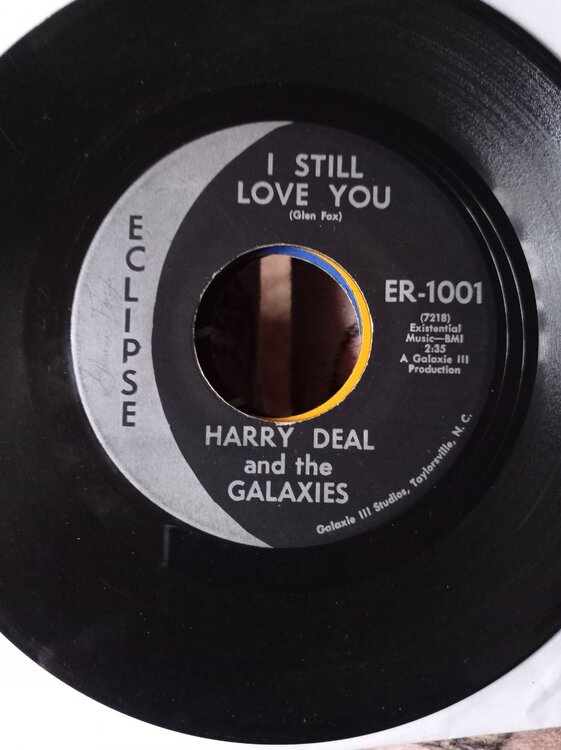 I STILL
LOVE YOU
(Glen Fox)
ECLIPSE
ER-1001
(7218)
Existential
Music—BMI
2:35
A Galaxie III
Production
HARRY DEAL
and the
GALAXIES
Galaxie III Studios, Taylorsville, N. C.